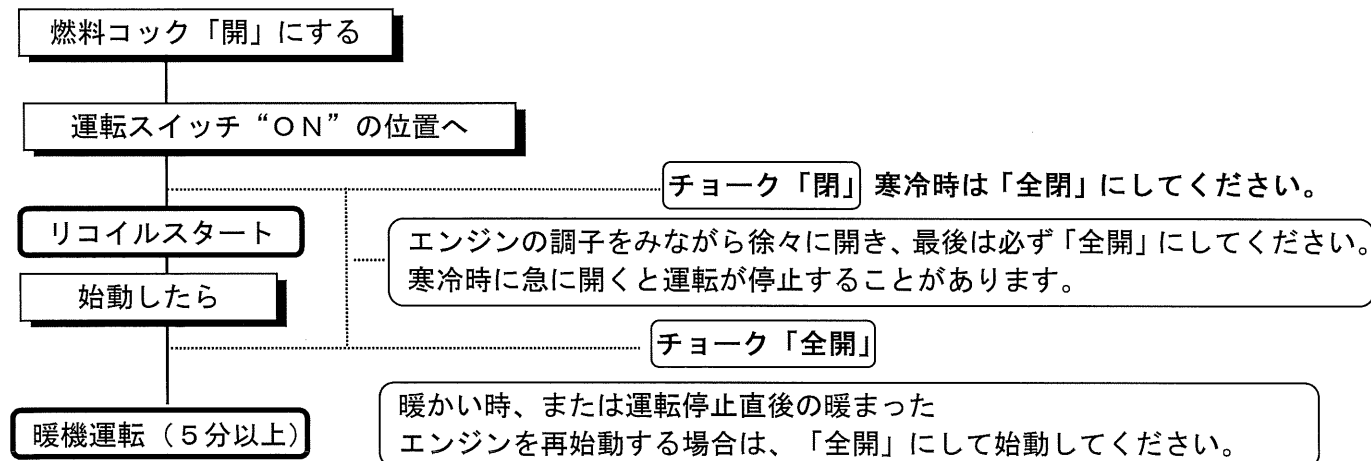 燃料コック「開」にする
運転スイッチ“ON”の位置へ
チョーク「閉」寒冷時は「全閉」にしてください。
リコイルスタート
エンジンの調子をみながら徐々に開き、最後は必ず「全開」にしてください。
寒冷時に急に開くと運転が停止することがあります。
始動したら
チョーク「全開」
暖機運転（5分以上）
暖かい時、または運転停止直後の暖まった
エンジンを再始動する場合は、「全開」にして始動してください。